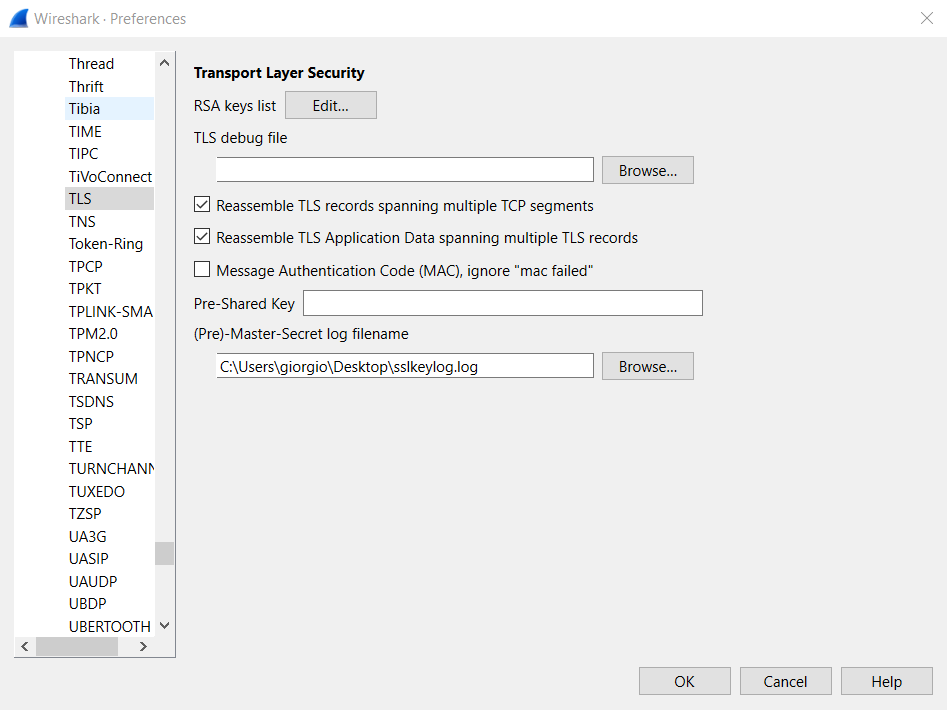 Wireshark · Preferences
Thread
Thrift
Tibia
TIME
TIPC
TiVoConnect
TLS
TNS
Token-Ring
TPCP
TPKT
TPLINK-SMA
TPM2.0
TPNCP
TRANSUM
TSDNS
TSP
TTE
TURNCHANN
TUXEDO
TZSP
UA3G
UASIP
UAUDP
UBDP
UBERTOOTH
Transport Layer Security
RSA keys list Edit...
TLS debug file
Browse...
Reassemble TLS records spanning multiple TCP segments
Reassemble TLS Application Data spanning multiple TLS records
Message Authentication Code (MAC), ignore "mac failed"
Pre-Shared Key
(Pre)-Master-Secret log filename
C:\Users\giorgio\Desktop\sslkeylog.log Browse...
OK Cancel Help